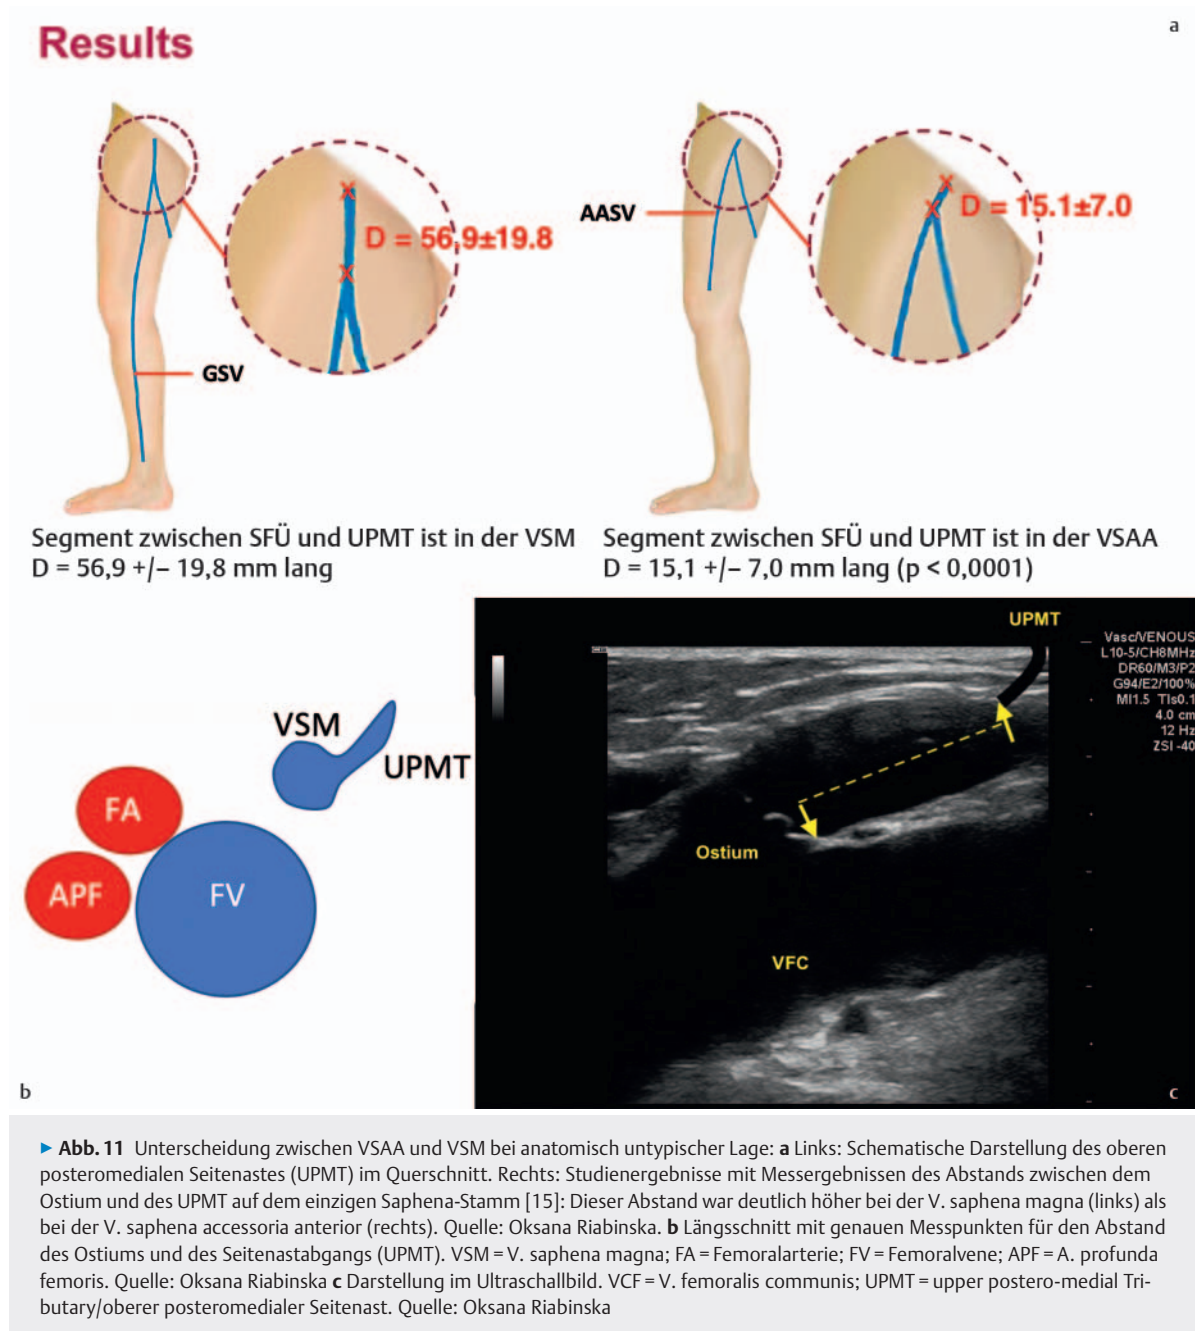 Results
a
D = 56,9±19.8
GSV
AASV
D = 15.1±7.0
Segment zwischen SFÜ und UPMT ist in der VSM
D = 56,9 +/– 19,8 mm lang
Segment zwischen SFÜ und UPMT ist in der VSAA
D = 15,1 +/– 7,0 mm lang (p < 0,0001)
VSM
UPMT
FA
APF
FV
b
UPMT
Vasc/VENOUS
L10-5/CH8MHz
DR60/M3/P2
G94/E2/100%
MI1.5 TIs0.1
4.0 cm
12 Hz
ZSI -40
Ostium
VFC
c
► Abb. 11 Unterscheidung zwischen VSAA und VSM bei anatomisch untypischer Lage: a Links: Schematische Darstellung des oberen
posteromedialen Seitenastes (UPMT) im Querschnitt. Rechts: Studienergebnisse mit Messergebnissen des Abstands zwischen dem
Ostium und des UPMT auf dem einzigen Saphena-Stamm [15]: Dieser Abstand war deutlich höher bei der V. saphena magna (links) als
bei der V. saphena accessoria anterior (rechts). Quelle: Oksana Riabinska. b Längsschnitt mit genauen Messpunkten für den Abstand
des Ostiums und des Seitenastabgangs (UPMT). VSM = V. saphena magna; FA = Femoralarterie; FV = Femoralvene; APF = A. profunda
femoris. Quelle: Oksana Riabinska c Darstellung im Ultraschallbild. VCF = V. femoralis communis; UPMT = upper postero-medial Tri-
butary/oberer posteromedialer Seitenast. Quelle: Oksana Riabinska